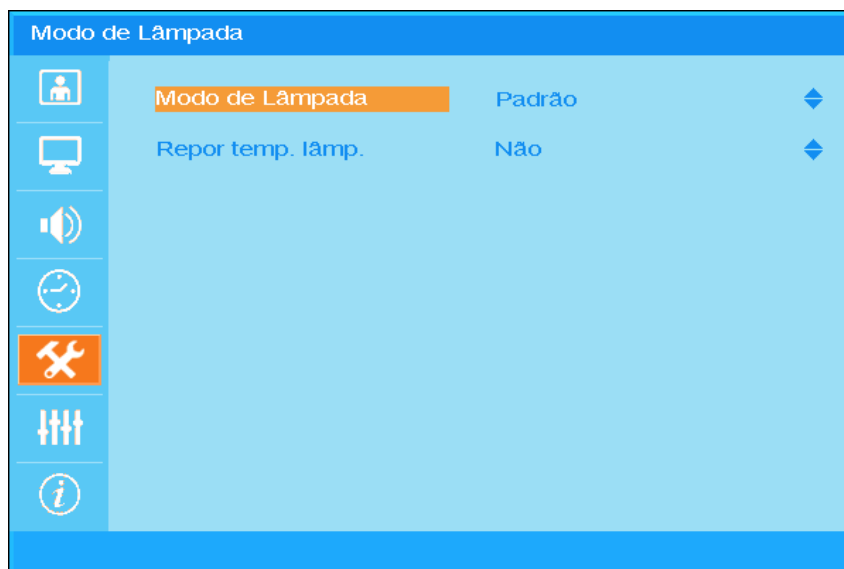 Modo de Lâmpada
Modo de Lâmpada Padrão
Repor temp. lâmp. Não
i